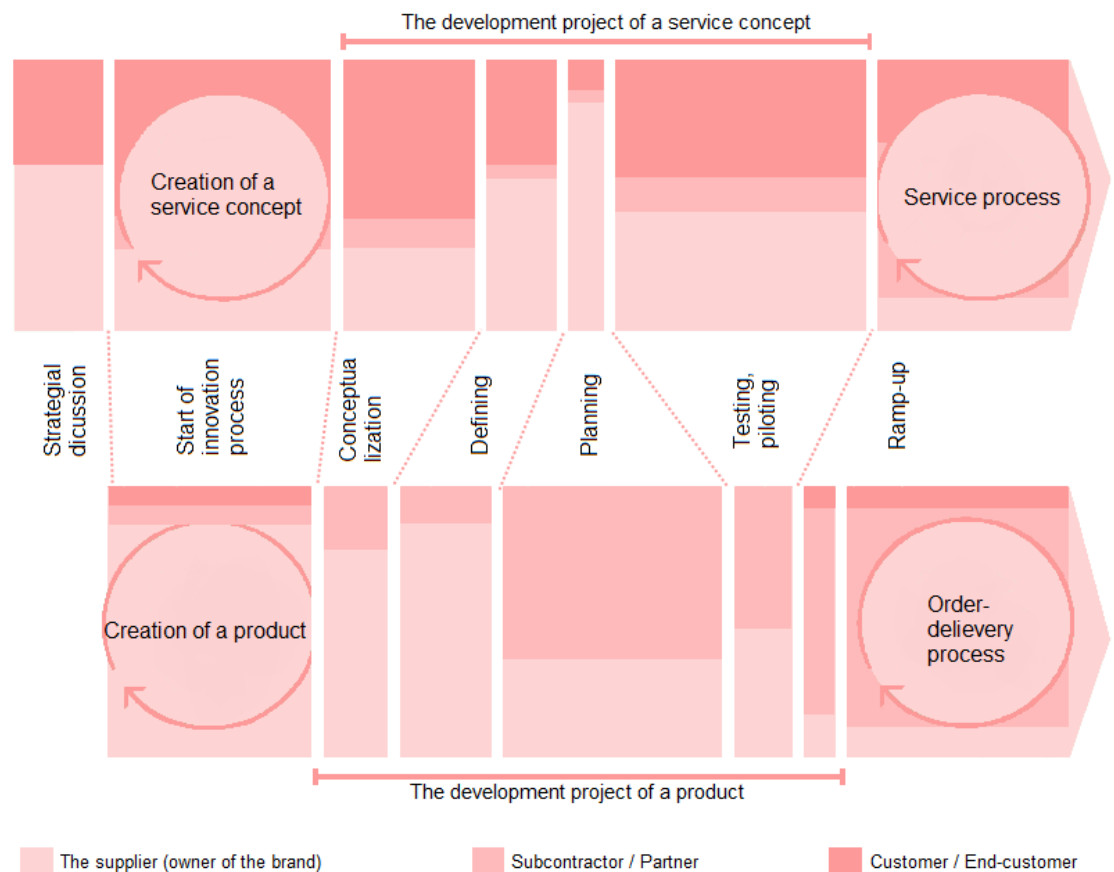 The development project of a service concept
Creation of a
service concept
Service process
Strategial
dicussion
Start of
innovation
process
Conceptua
lization
Defining
Planning
Testing,
piloting
Ramp-up
Creation of a product
Order-
delievery
process
The development project of a product
The supplier (owner of the brand)
Subcontractor / Partner
Customer / End-customer